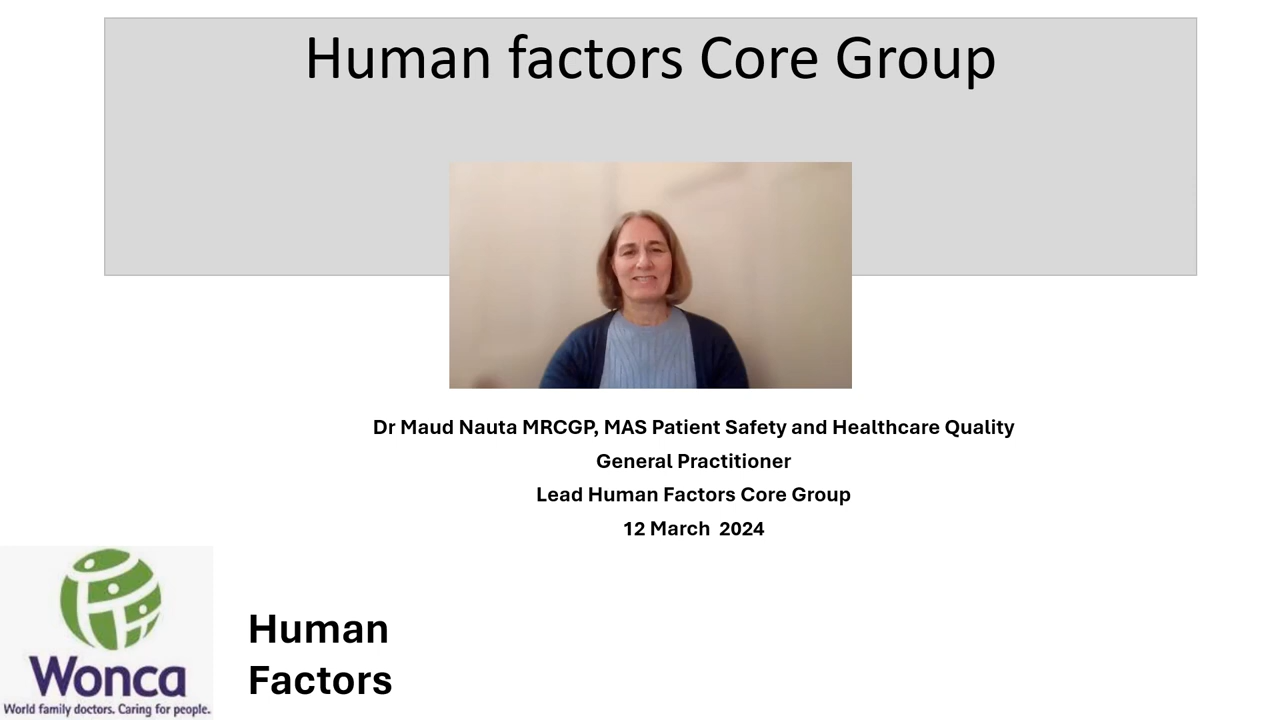 Human factors Core Group
Dr Maud Nauta MRCGP, MAS Patient Safety and Healthcare Quality
General Practitioner
Lead Human Factors Core Group
12 March 2024
Wonca
World family doctors. Caring for people.
Human
Factors